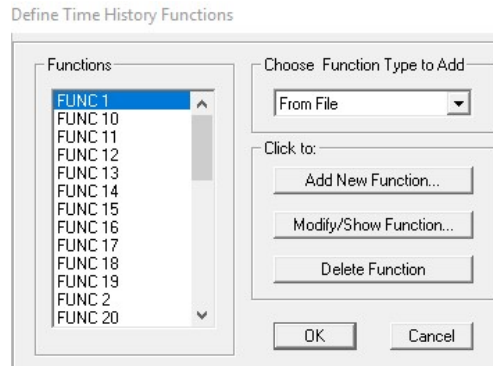 Define Time History Functions
Functions
FUNC 1
FUNC 10
FUNC 11
FUNC 12
FUNC 13
FUNC 14
FUNC 15
FUNC 16
FUNC 17
FUNC 18
FUNC 19
FUNC 2
FUNC 20
Choose Function Type to Add
From File
Click to:
Add New Function...
Modify/Show Function...
Delete Function
OK
Cancel